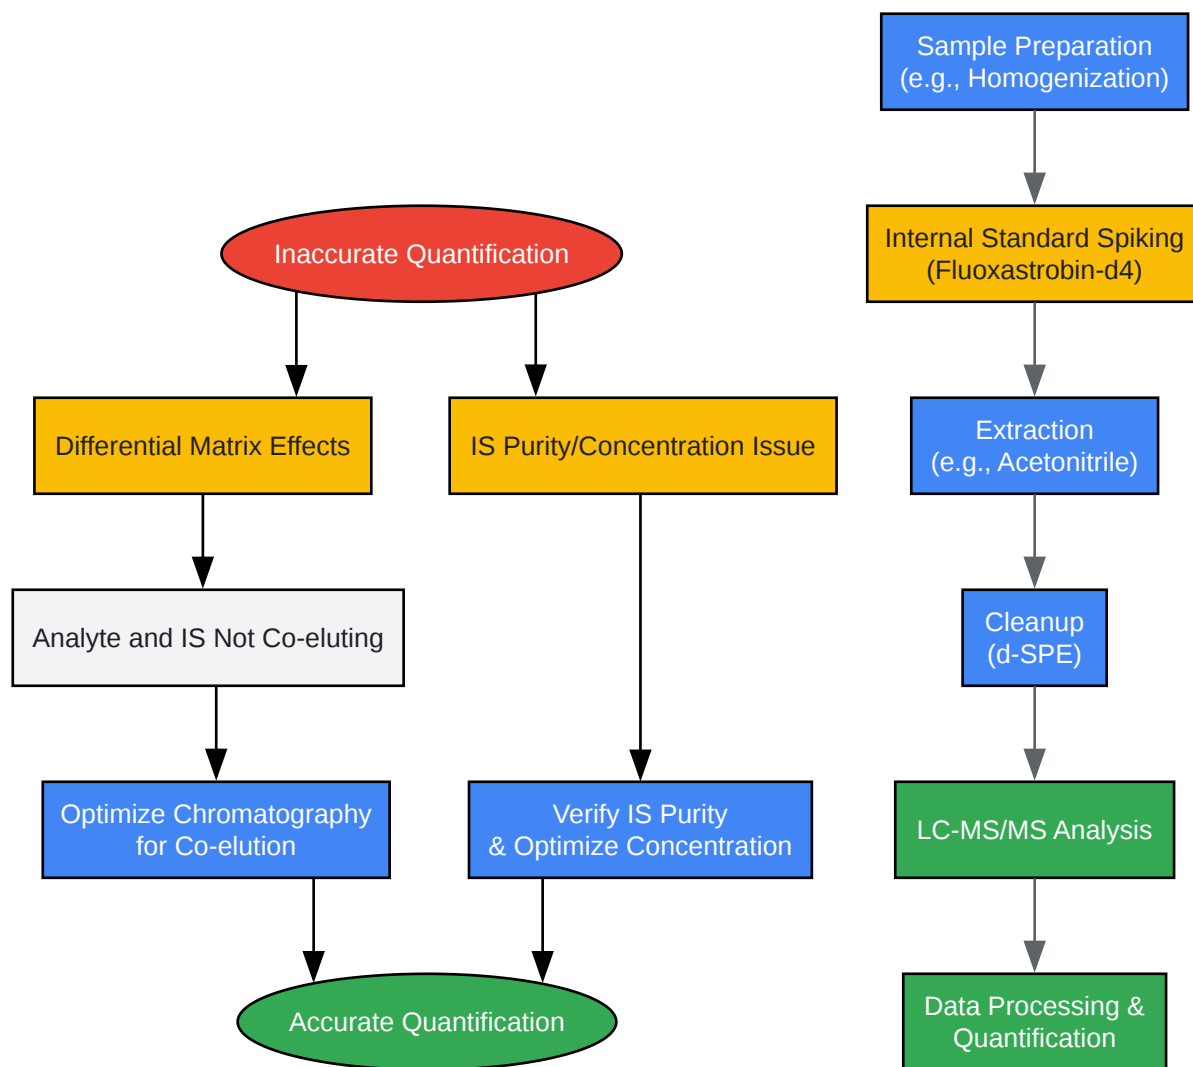 Sample Preparation
(e.g., Homogenization)
Inaccurate Quantification
Internal Standard Spiking
(Fluoxastrobin-d4)
Differential Matrix Effects
IS Purity/Concentration Issue
Extraction
(e.g., Acetonitrile)
Analyte and IS Not Co-eluting
Cleanup
(d-SPE)
Optimize Chromatography
for Co-elution
Verify IS Purity
& Optimize Concentration
LC-MS/MS Analysis
Accurate Quantification
Data Processing &
Quantification